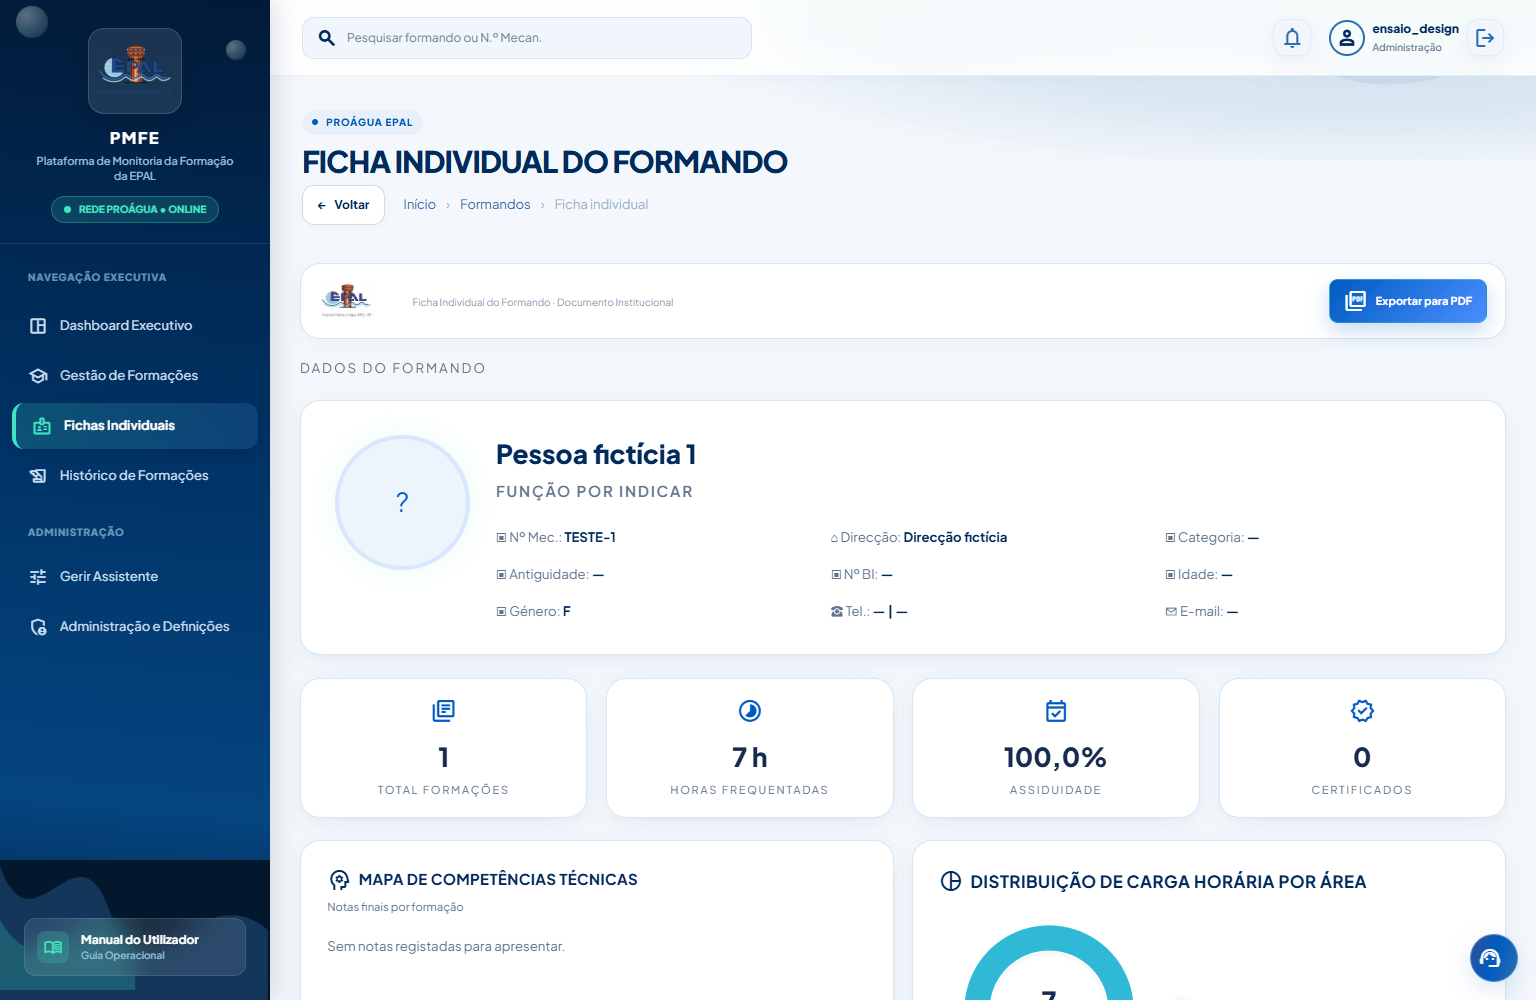 EPAL
PMFE
Plataforma de Monitoria da Formação
da EPAL
REDE PROÁGUA ● ONLINE
NAVEGAÇÃO EXECUTIVA
Dashboard Executivo
Gestão de Formações
Fichas Individuais
Histórico de Formações
ADMINISTRAÇÃO
Gerir Assistente
Administração e Definições
Manual do Utilizador
Guia Operacional
Pesquisar formando ou N.º Mecan.
ensaio_design
Administração
PROÁGUA EPAL
FICHA INDIVIDUAL DO FORMANDO
← Voltar
Início › Formandos › Ficha individual
EPAL
Ficha Individual do Formando · Documento Institucional
PDF
Exportar para PDF
DADOS DO FORMANDO
?
Pessoa fictícia 1
FUNÇÃO POR INDICAR
▣ Nº Mec.: TESTE-1
⌂ Direcção: Direcção fictícia
▣ Categoria: —
▣ Antiguidade: —
▣ Nº BI: —
▣ Idade: —
▣ Género: F
☎ Tel.: — | —
✉ E-mail: —
1
TOTAL FORMAÇÕES
7 h
HORAS FREQUENTADAS
100,0%
ASSIDUIDADE
0
CERTIFICADOS
MAPA DE COMPETÊNCIAS TÉCNICAS
Notas finais por formação
Sem notas registadas para apresentar.
DISTRIBUIÇÃO DE CARGA HORÁRIA POR ÁREA
7